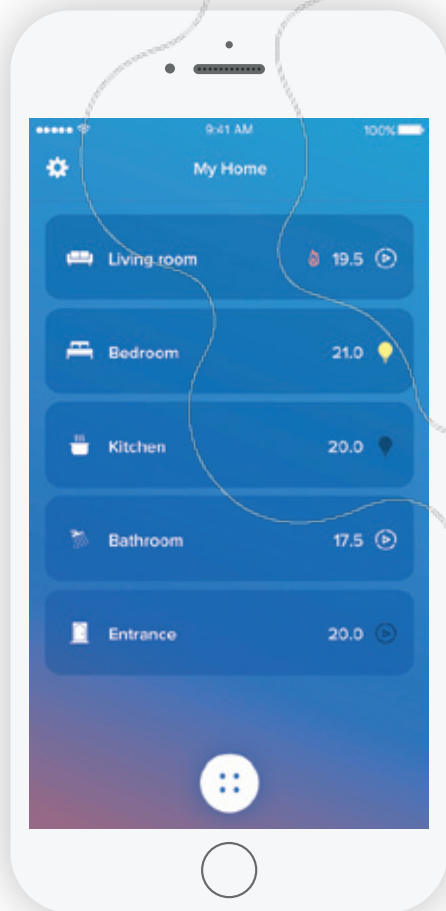 9:41 AM 100%
My Home
Living room 19.5
Bedroom 21.0
Kitchen 20.0
Bathroom 17.5
Entrance 20.0